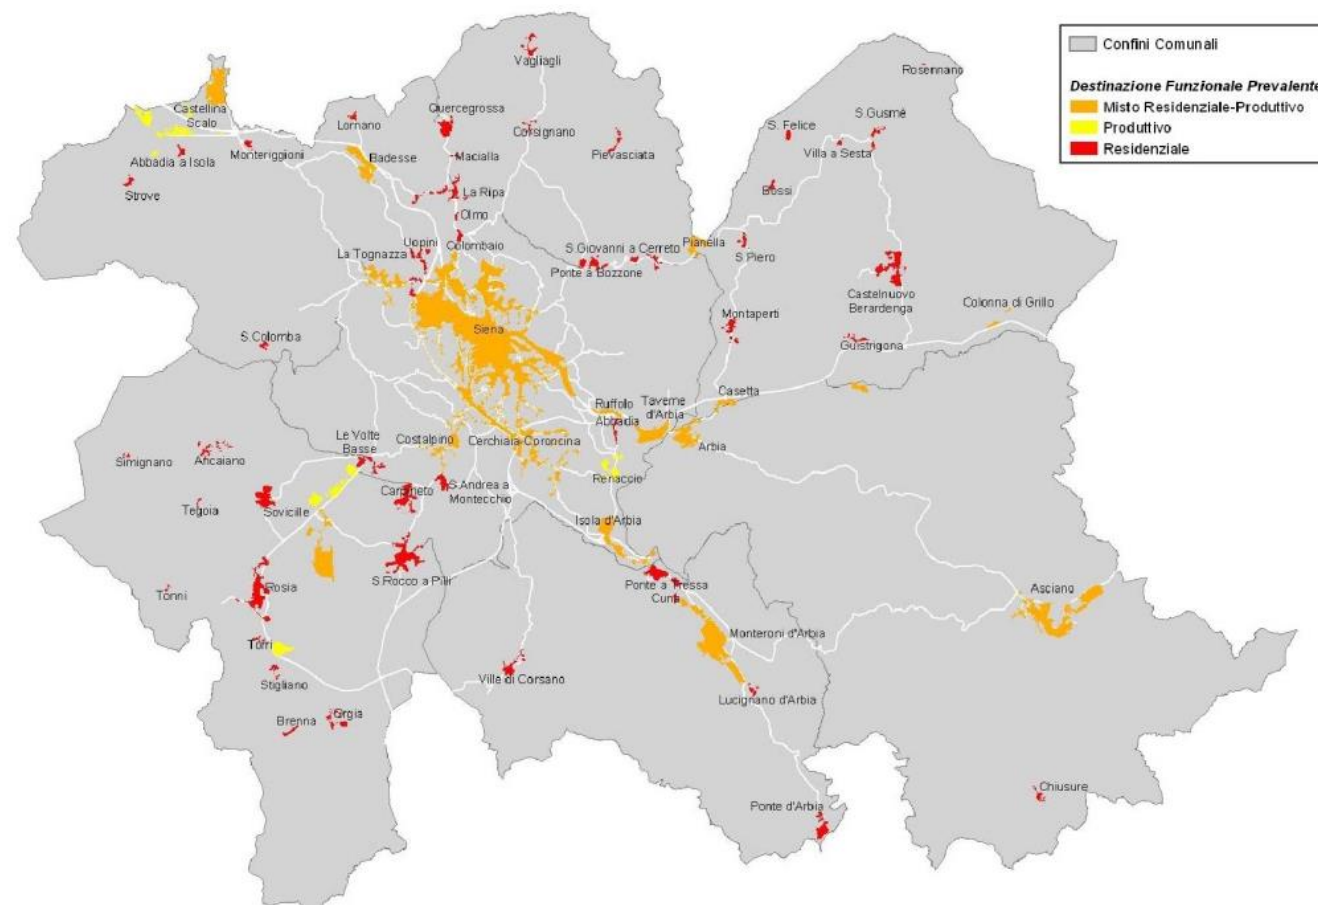 Confini Comunali
Destinazione Funzionale Prevalente
Misto Residenziale-Produttivo
Produttivo
Residenziale
Vagliagli
Rosennano
Castellina
Scalo
Quercegrossa
Lornano
Corsignano
S. Felice
S.Gusmé
Villa a Sesta
Monteriggioni
Badesse
Macialla
Pievasciata
Abbadia a Isola
Strove
La Ripa
Bossi
Olmo
Uopini
Colombaio
La Tognazza
S.Giovanni a Cerreto
Pianella
S.Piero
Ponte a Bozzone
Castelnuovo
Berardenga
Colonna di Grillo
Montaperti
Siena
S.Colomba
Guistrigona
Casetta
Ruffolo
Abbadia
Taverne
d'Arbia
Arbia
Le Volte
Basse
Costalpino
Cerchiaia-Coroncina
Simignano
Ancaiano
Renaccio
Carpineto
S.Andrea a
Montecchio
Tegoia
Sovicille
Isola d'Arbia
S.Rocco a Pilli
Ponte a Tressa
Cuna
Asciano
Tonni
Rosia
Monteroni d'Arbia
Torri
Stigliano
Ville di Corsano
Lucignano d'Arbia
Brenna
Orgia
Chiusure
Ponte d'Arbia